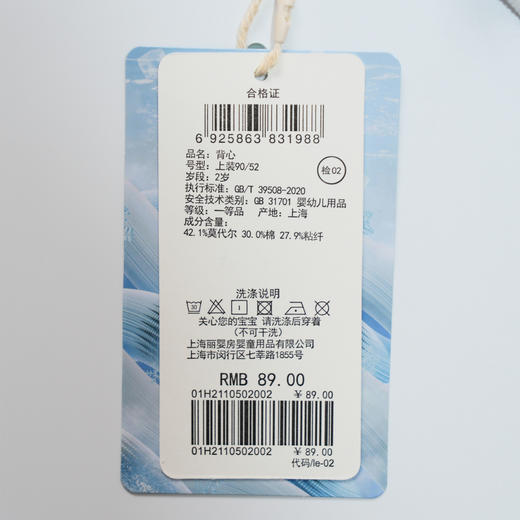 合格证
6 925863 831988
品名: 背心
号型: 上装90/52
岁段: 2岁
检02
执行标准: GB/T 39508-2020
安全技术类别: GB 31701 婴幼儿用品
等级: 一等品 产地: 上海
成分含量:
42.1%莫代尔 30.0%棉 27.9%粘纤
洗涤说明
30
关心您的宝宝 请洗涤后穿着
(不可干洗)
上海丽婴房婴童用品有限公司
上海市闵行区七莘路1855号
RMB 89.00
01H2110502002 ¥ 89.00
01H2110502002 ¥ 89.00
代码/le-02